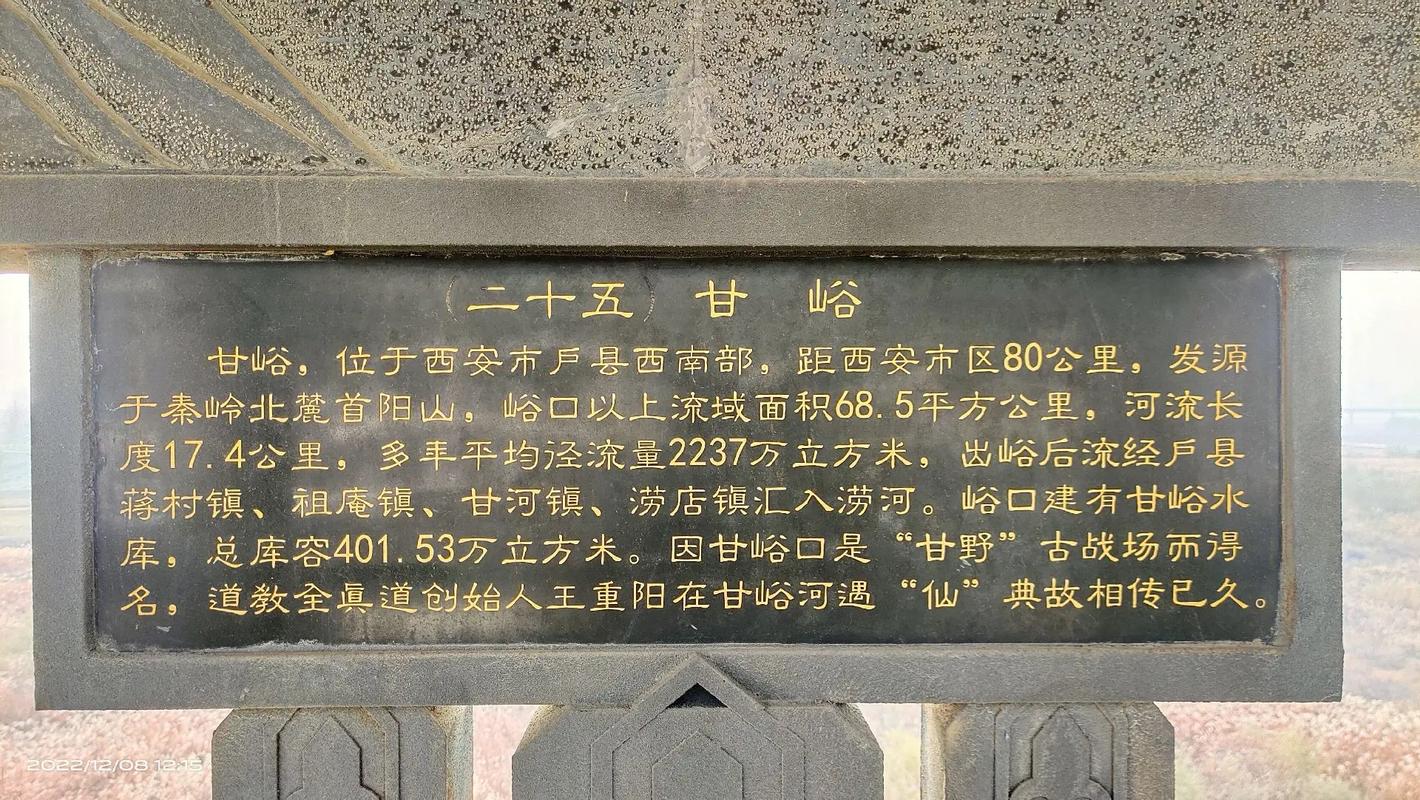 （二十五）甘 峪
甘峪，位于西安市户县西南部，距西安市区80公里，发源
于秦岭北麓首阳山，峪口以上流域面积68.5平方公里，河流长
度17.4公里，多年平均径流量2237万立方米，出峪后流经户县
蒋村镇、祖庵镇、甘河镇、涝店镇汇入涝河。峪口建有甘峪水
库，总库容401.53万立方米。因甘峪口是“甘野”古战场而得
名，道教全真道创始人王重阳在甘峪河遇“仙”典故相传已久。
2022/12/08 12:15